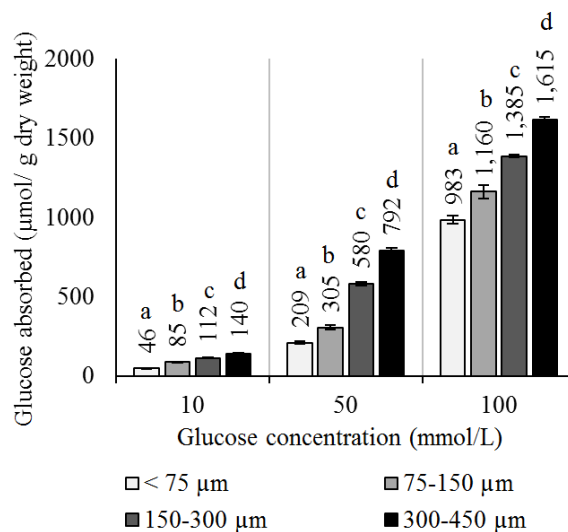 Glucose absorbed (µmol/ g dry weight)
2000
1500
1000
500
0
a
46
b
85
c
112
d
140
a
209
b
305
c
580
d
792
a
983
b
1,160
c
1,385
d
1,615
10
50
100
Glucose concentration (mmol/L)
< 75 µm
75-150 µm
150-300 µm
300-450 µm